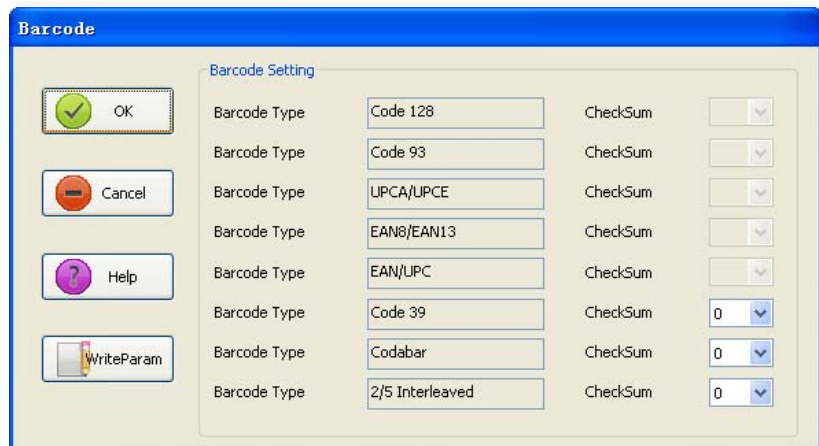 Barcode
Barcode Setting
OK
Barcode Type Code 128 CheckSum
Barcode Type Code 93 CheckSum
Cancel
Barcode Type UPCA/UPCE CheckSum
Barcode Type EAN8/EAN13 CheckSum
Help
Barcode Type EAN/UPC CheckSum
Barcode Type Code 39 CheckSum 0
WriteParam
Barcode Type Codabar CheckSum 0
Barcode Type 2/5 Interleaved CheckSum 0